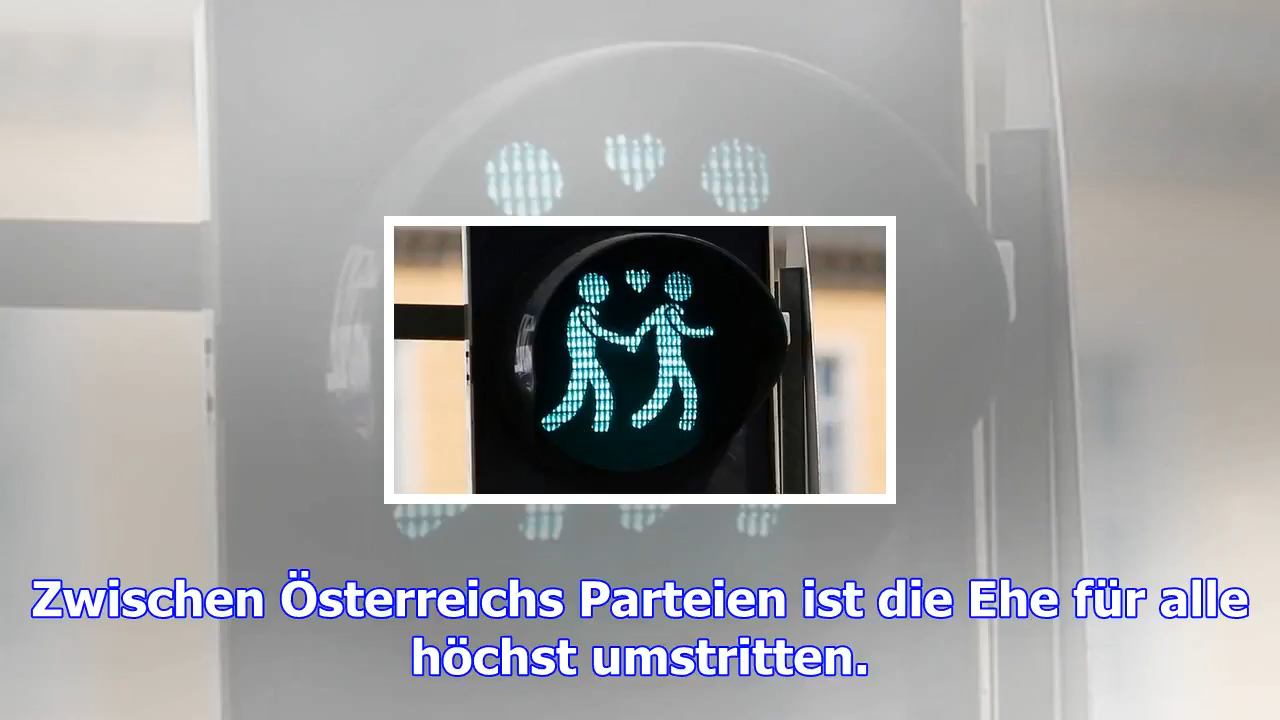 Zwischen Österreichs Parteien ist die Ehe für alle
höchst umstritten.